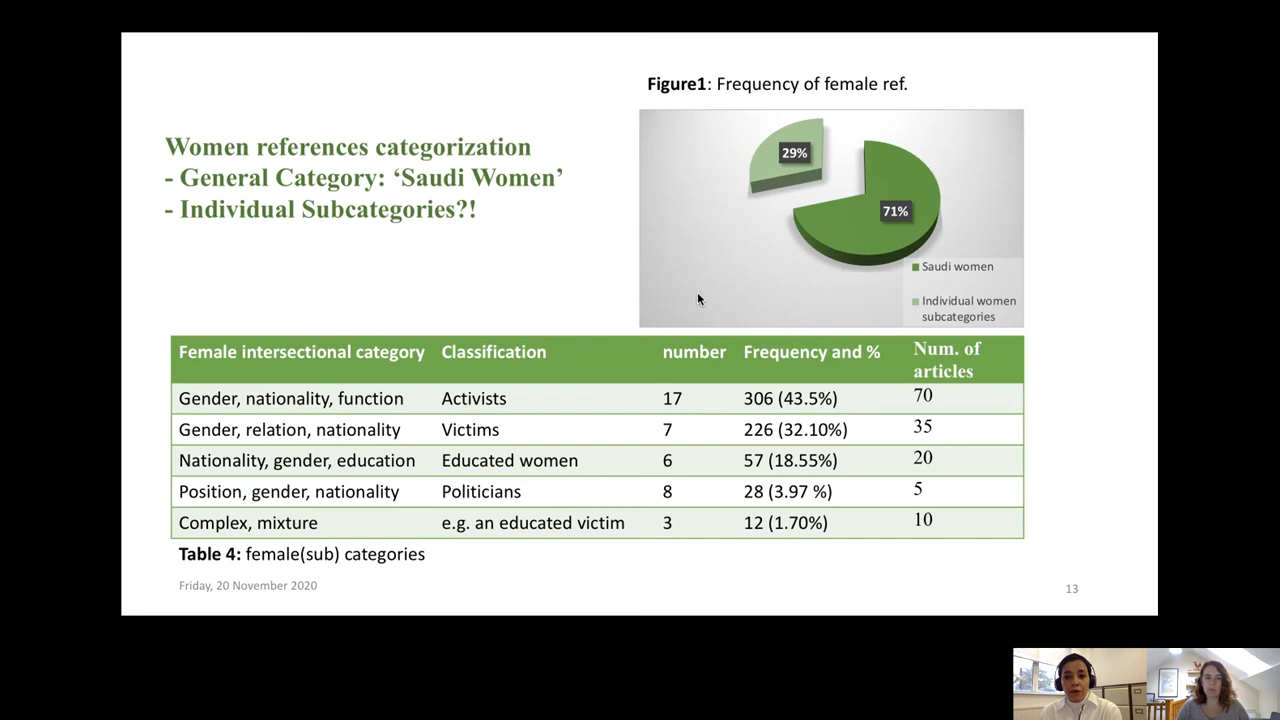 Figure1: Frequency of female ref.
Women references categorization
- General Category: ‘Saudi Women’
- Individual Subcategories?!
29%
71%
Saudi women
Individual women
subcategories
Female intersectional category Classification number Frequency and % Num. of articles
Gender, nationality, function Activists 17 306 (43.5%) 70
Gender, relation, nationality Victims 7 226 (32.10%) 35
Nationality, gender, education Educated women 6 57 (18.55%) 20
Position, gender, nationality Politicians 8 28 (3.97 %) 5
Complex, mixture e.g. an educated victim 3 12 (1.70%) 10
Table 4: female(sub) categories
Friday, 20 November 2020
13